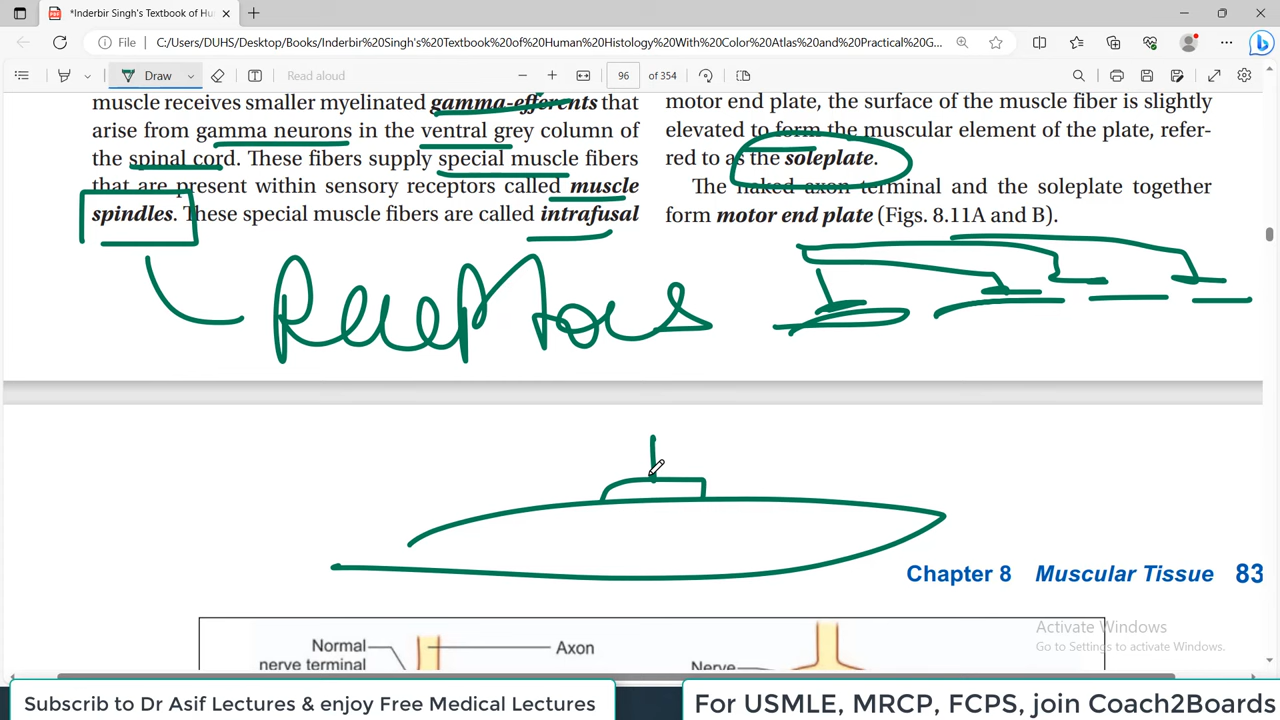 *Inderbir Singh's Textbook of Hu
File
C:/Users/DUHS/Desktop/Books/Inderbir%20Singh's%20Textbook%20of%20Human%20Histology%20With%20Color%20Atlas%20and%20Practical%20G...
Draw
Read aloud
96 of 354
muscle receives smaller myelinated gamma-efferents that
arise from gamma neurons in the ventral grey column of
the spinal cord. These fibers supply special muscle fibers
that are present within sensory receptors called muscle
spindles. These special muscle fibers are called intrafusal
Receptors
motor end plate, the surface of the muscle fiber is slightly
elevated to form the muscular element of the plate, refer-
red to as the soleplate.
The naked axon terminal and the soleplate together
form motor end plate (Figs. 8.11A and B).
Chapter 8 Muscular Tissue 83
Normal
nerve terminal
Axon
Nerve
Activate Windows
Go to Settings to activate Windows.
Subscrib to Dr Asif Lectures & enjoy Free Medical Lectures
For USMLE, MRCP, FCPS, join Coach2Boards